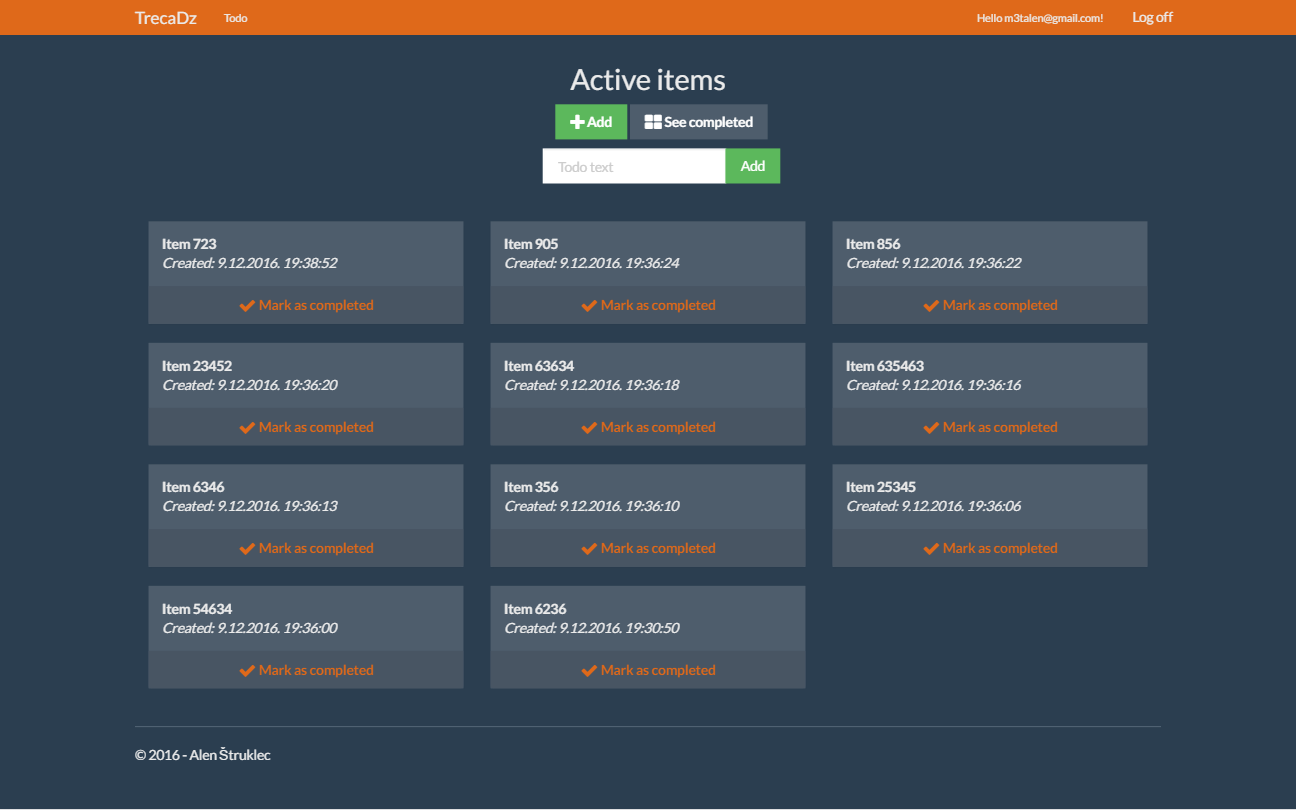 TrecaDz Todo Hello m3talen@gmail.com! Log off
Active items
Add See completed
Todo text Add
Item 723
Created: 9.12.2016. 19:38:52
Mark as completed
Item 905
Created: 9.12.2016. 19:36:24
Mark as completed
Item 856
Created: 9.12.2016. 19:36:22
Mark as completed
Item 23452
Created: 9.12.2016. 19:36:20
Mark as completed
Item 63634
Created: 9.12.2016. 19:36:18
Mark as completed
Item 635463
Created: 9.12.2016. 19:36:16
Mark as completed
Item 6346
Created: 9.12.2016. 19:36:13
Mark as completed
Item 356
Created: 9.12.2016. 19:36:10
Mark as completed
Item 25345
Created: 9.12.2016. 19:36:06
Mark as completed
Item 54634
Created: 9.12.2016. 19:36:00
Mark as completed
Item 6236
Created: 9.12.2016. 19:30:50
Mark as completed
© 2016 - Alen Štruklec